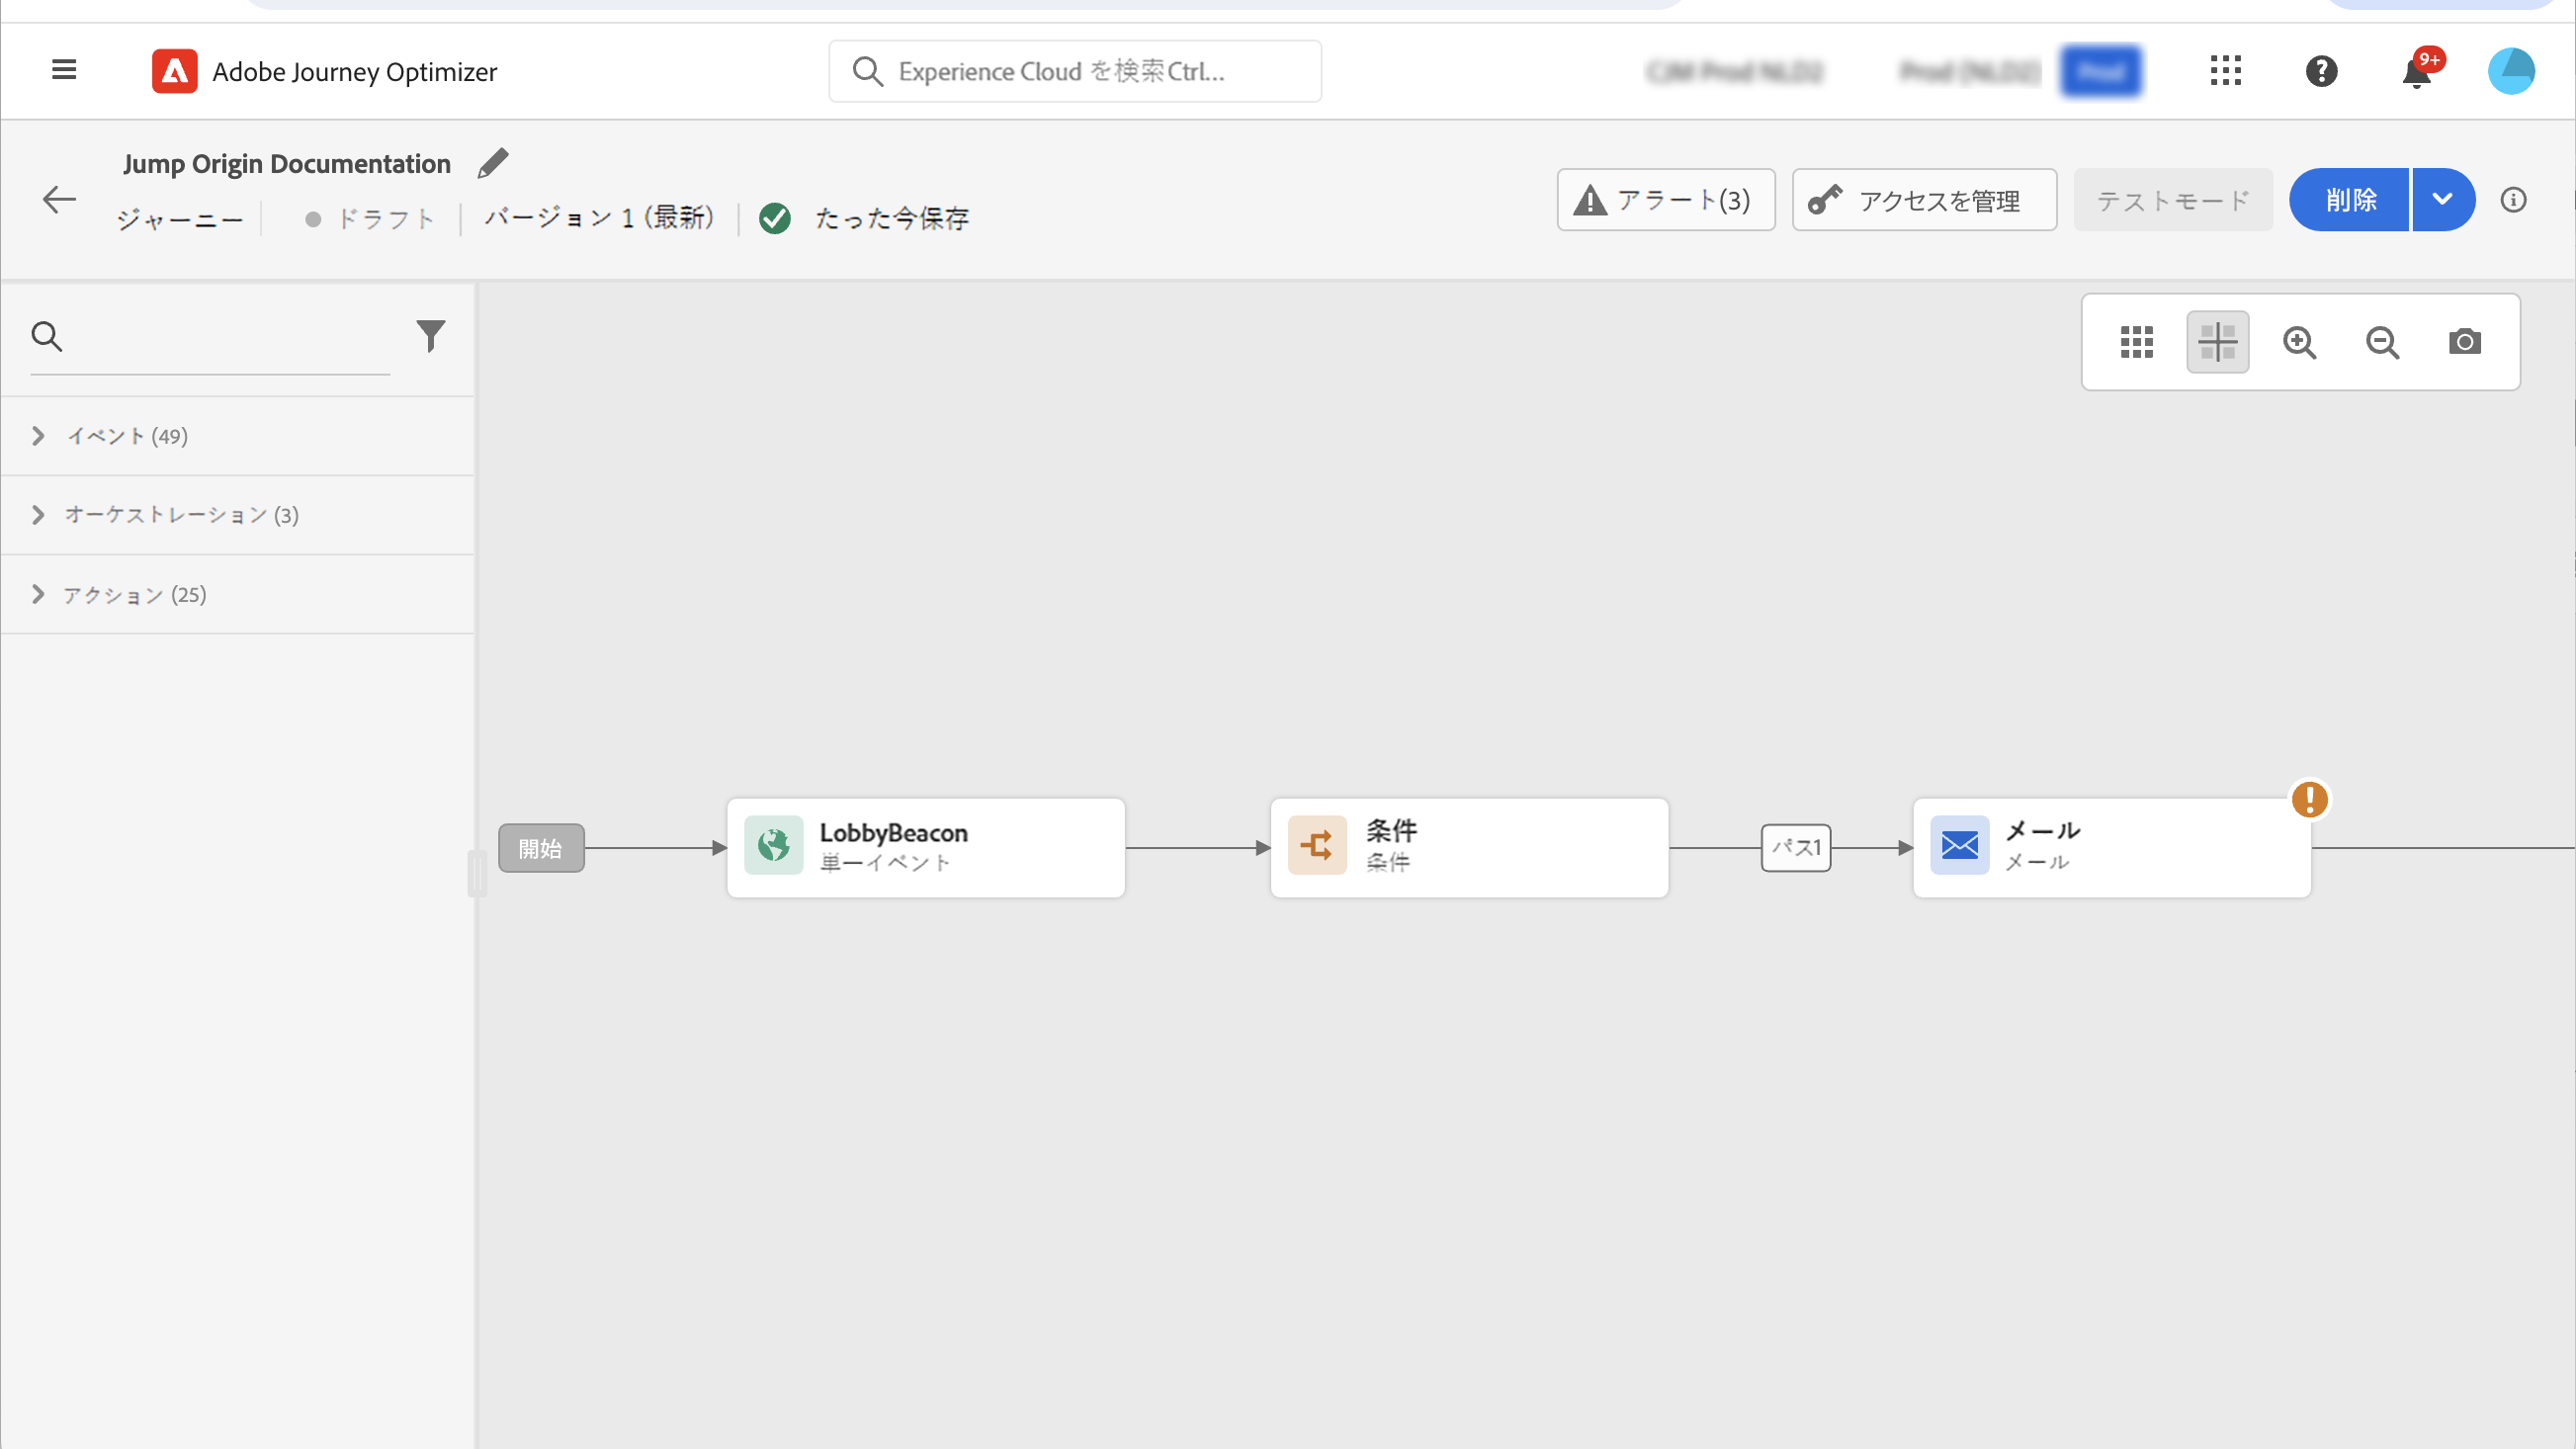 Adobe Journey Optimizer
Experience Cloud を検索Ctrl...
9+
Jump Origin Documentation
ジャーニー
ドラフト
バージョン 1 (最新)
たった今保存
アラート(3)
アクセスを管理
テストモード
削除
イベント (49)
オーケストレーション (3)
アクション (25)
開始
LobbyBeacon
単一イベント
条件
条件
パス1
メール
メール